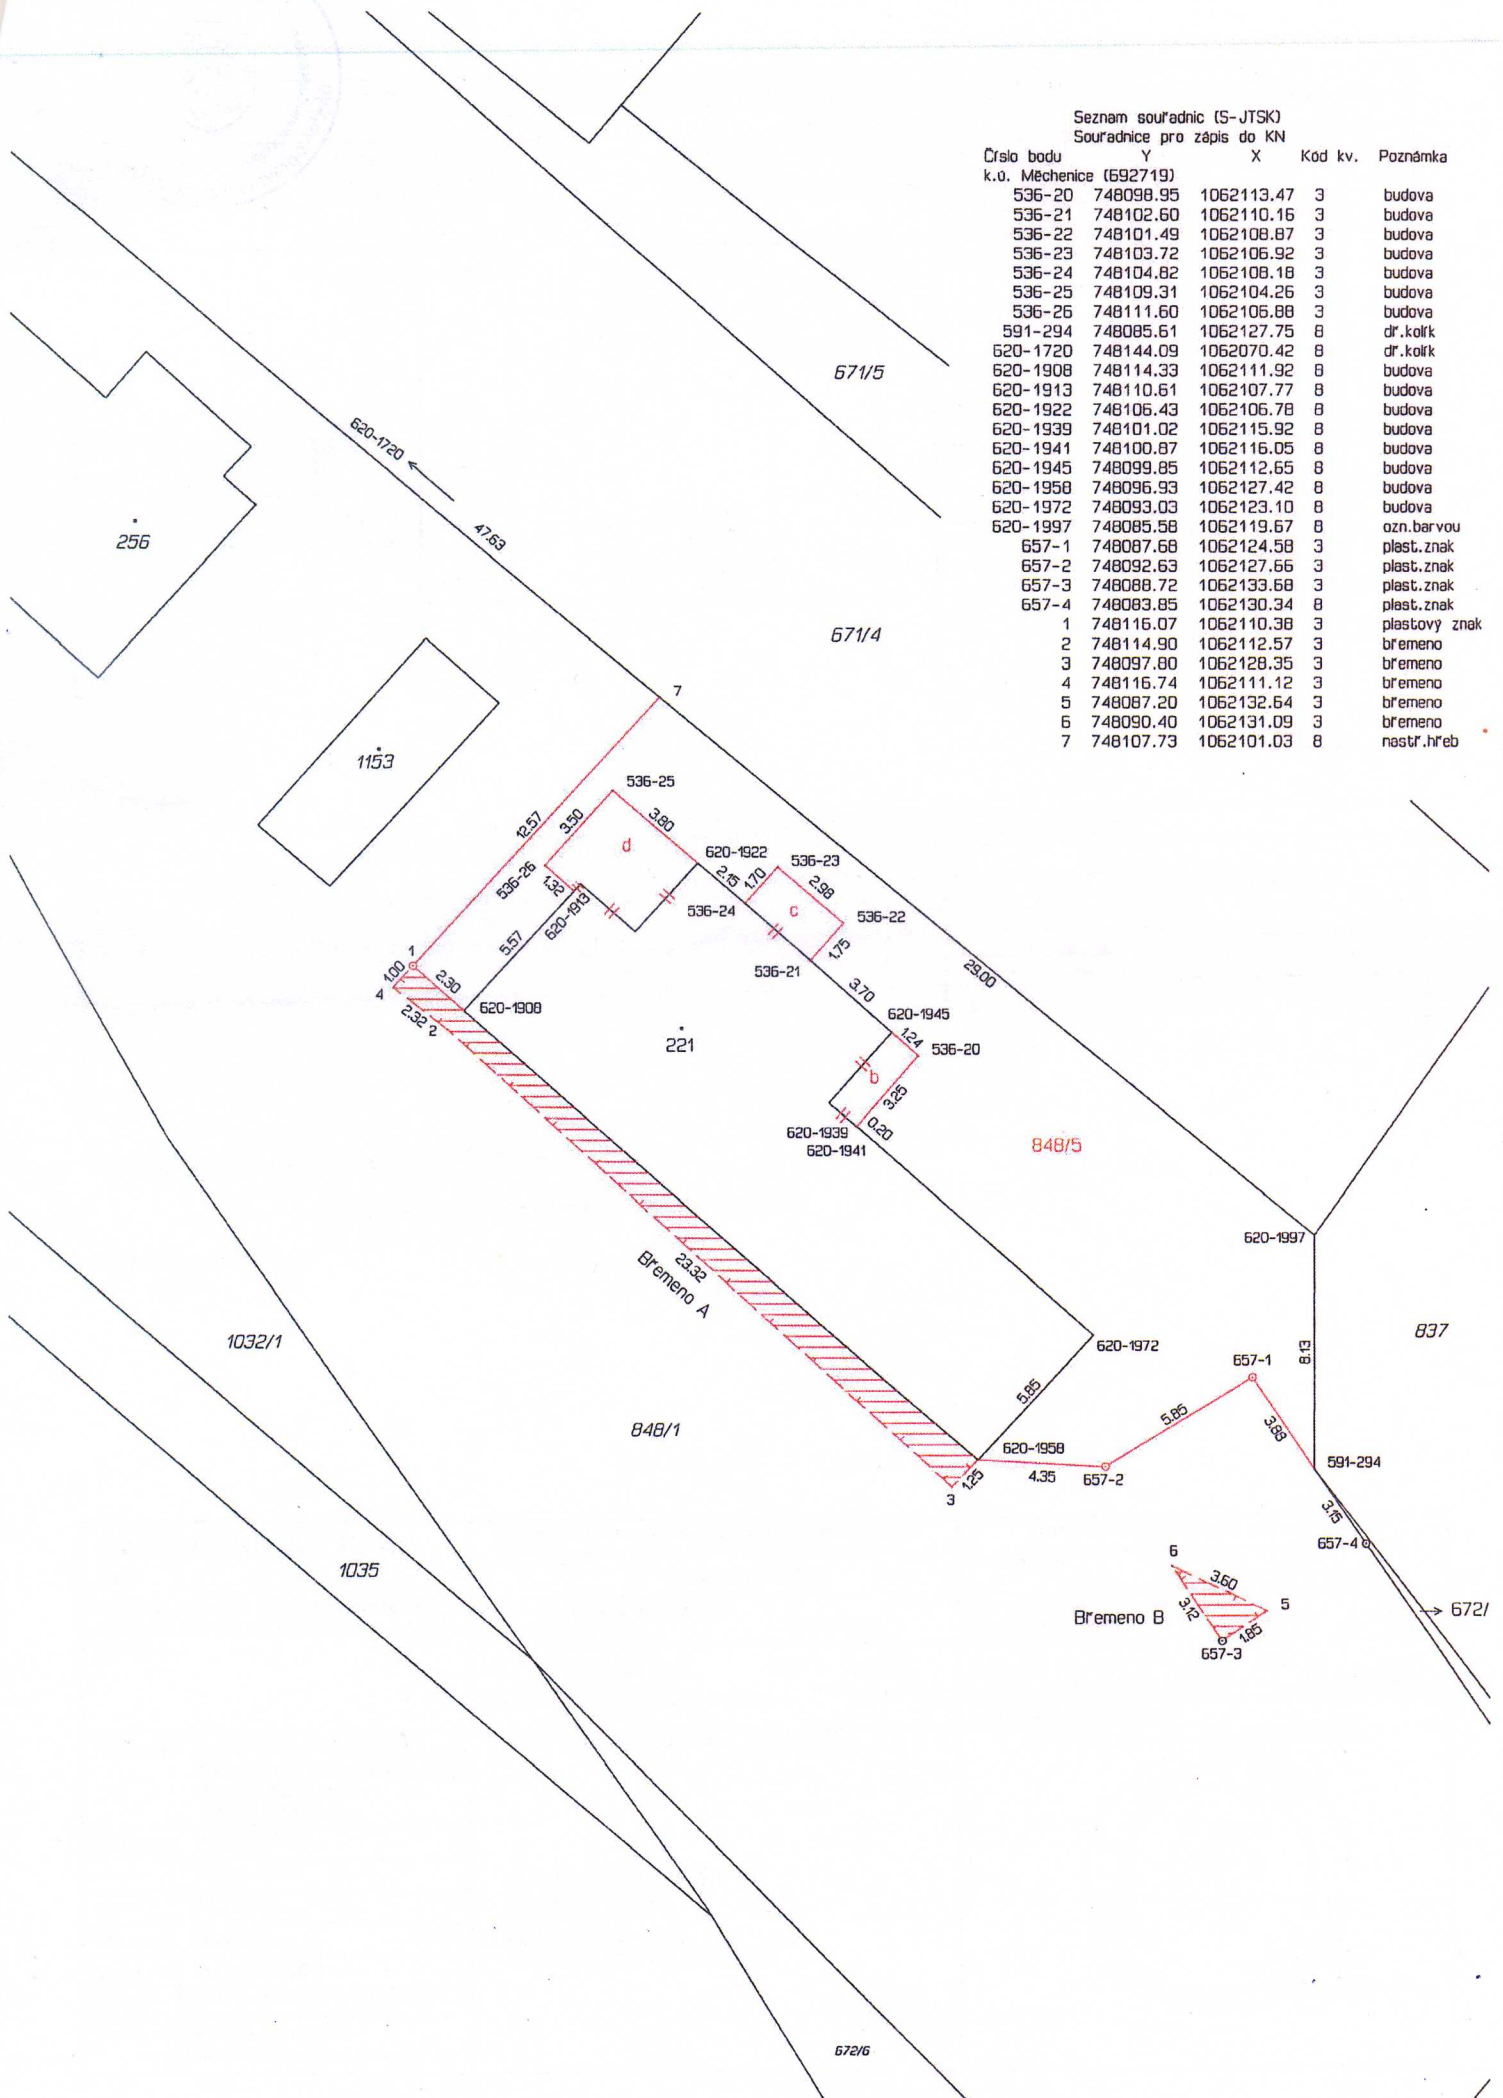 Seznam souřadnic (S-JTSK)
Souřadnice pro zápis do KN
Číslo bodu Y X Kód kv. Poznámka
k.ú. Měchenice (692719)
536-20 748098.95 1062113.47 3 budova
536-21 748102.60 1062110.16 3 budova
536-22 748101.49 1062108.87 3 budova
536-23 748103.72 1062106.92 3 budova
536-24 748104.82 1062108.18 3 budova
536-25 748109.31 1062104.26 3 budova
536-26 748111.60 1062106.88 3 budova
591-294 748085.61 1062127.75 8 dř.kolík
620-1720 748144.09 1062070.42 8 dř.kolík
620-1908 748114.33 1062111.92 8 budova
620-1913 748110.61 1062107.77 8 budova
620-1922 748106.43 1062106.78 8 budova
620-1939 748101.02 1062115.92 8 budova
620-1941 748100.87 1062116.05 8 budova
620-1945 748099.85 1062112.65 8 budova
620-1958 748096.93 1062127.42 8 budova
620-1972 748093.03 1062123.10 8 budova
620-1997 748085.58 1062119.67 8 ozn.barvou
657-1 748087.68 1062124.58 3 plast.znak
657-2 748092.63 1062127.66 3 plast.znak
657-3 748088.72 1062133.68 3 plast.znak
657-4 748083.85 1062130.34 8 plast.znak
1 748116.07 1062110.38 3 plastový znak
2 748114.90 1062112.57 3 břemeno
3 748097.80 1062128.35 3 břemeno
4 748116.74 1062111.12 3 břemeno
5 748087.20 1062132.64 3 břemeno
6 748090.40 1062131.09 3 břemeno
7 748107.73 1062101.03 8 nastř.hřeb
671/5
620-1720
47.63
256
671/4
7
1153
536-25
12.57
3.50
3.80
d
620-1922
536-23
536-26
1.32
2.15
1.70
2.98
620-1913
536-24
c
536-22
5.57
1.75
1
536-21
1.00
2.30
29.00
4
3.70
620-1908
2.32
2
620-1945
221
1.24
536-20
b
3.25
0.20
620-1939
620-1941
848/5
620-1997
23.32
Břemeno A
837
1032/1
620-1972
8.13
657-1
5.85
5.85
3.88
848/1
620-1958
4.35
657-2
591-294
1.25
3
3.15
657-4
6
1035
3.60
3.12
5
Břemeno B
672/
1.85
657-3
672/6